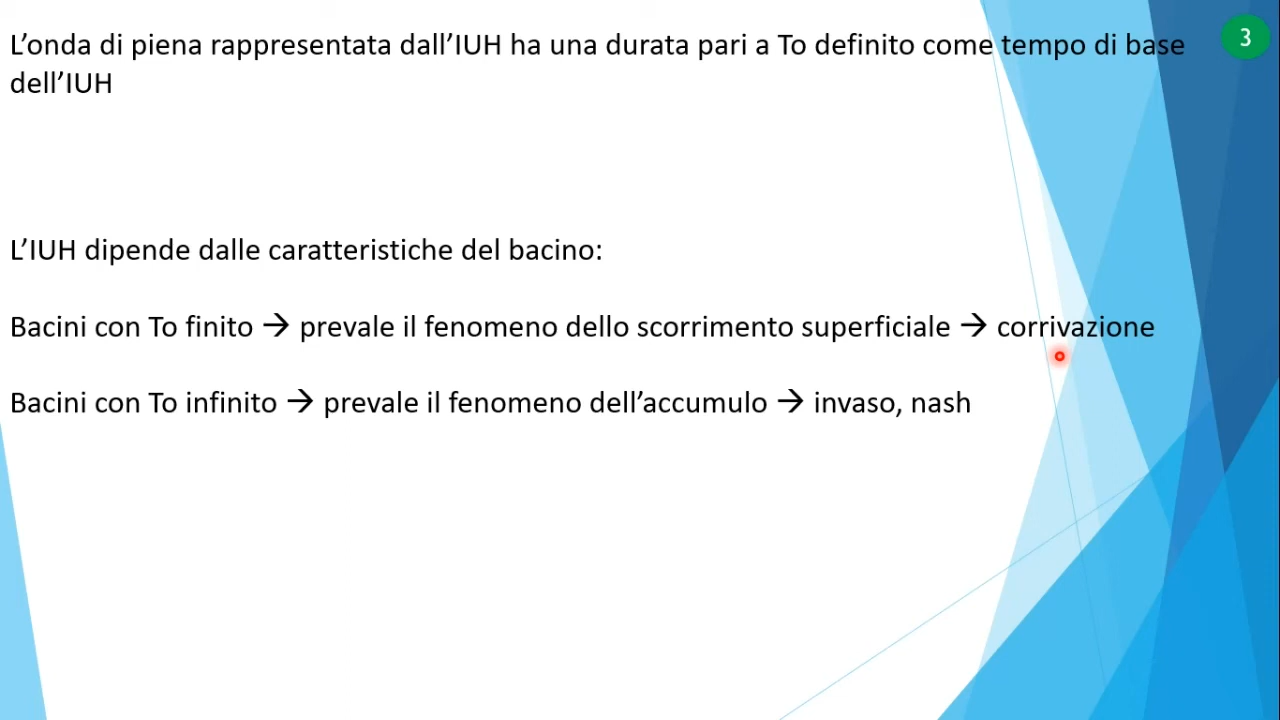 L’onda di piena rappresentata dall’IUH ha una durata pari a To definito come tempo di base
dell’IUH
3
L’IUH dipende dalle caratteristiche del bacino:
Bacini con To finito → prevale il fenomeno dello scorrimento superficiale → corrivazione
Bacini con To infinito → prevale il fenomeno dell’accumulo → invaso, nash